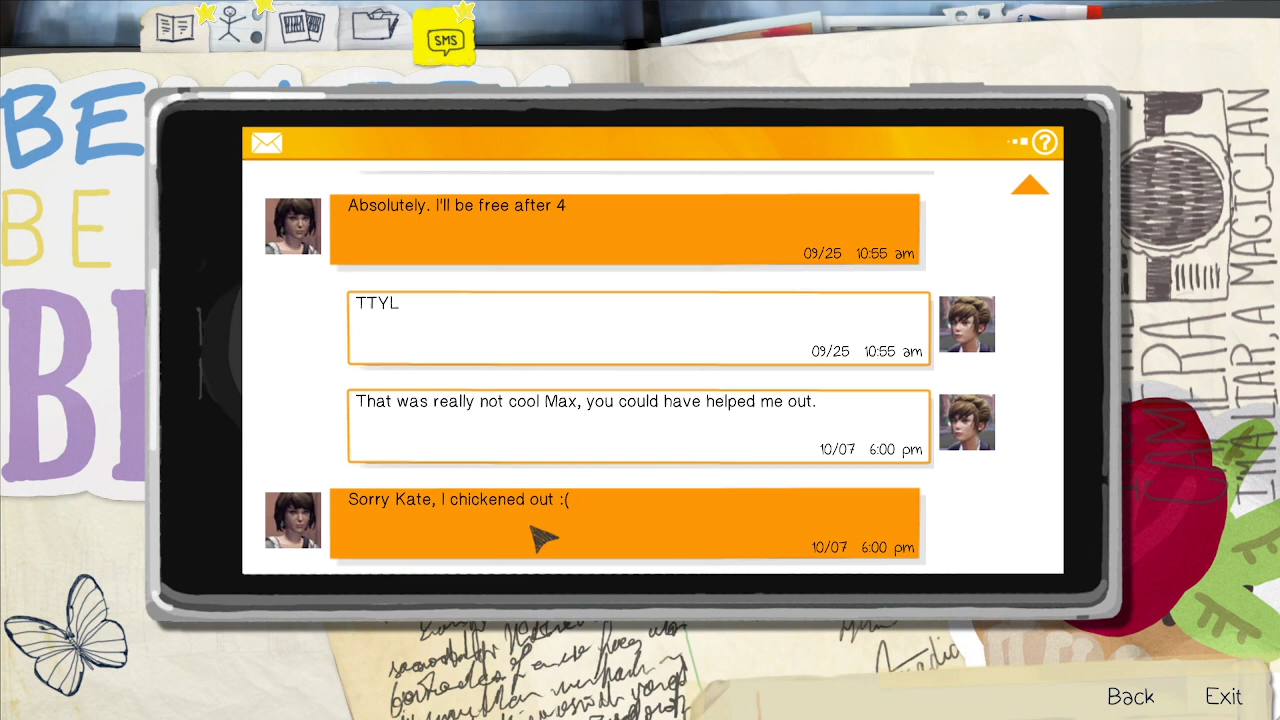 SMS
BE
BE
Absolutely. I'll be free after 4
09/25 10:55 am
TTYL
09/25 10:55 am
That was really not cool Max, you could have helped me out.
10/07 6:00 pm
Sorry Kate, I chickened out :(
10/07 6:00 pm
CAMERA
I'M A LIAR, A MAGICIAN
Back Exit